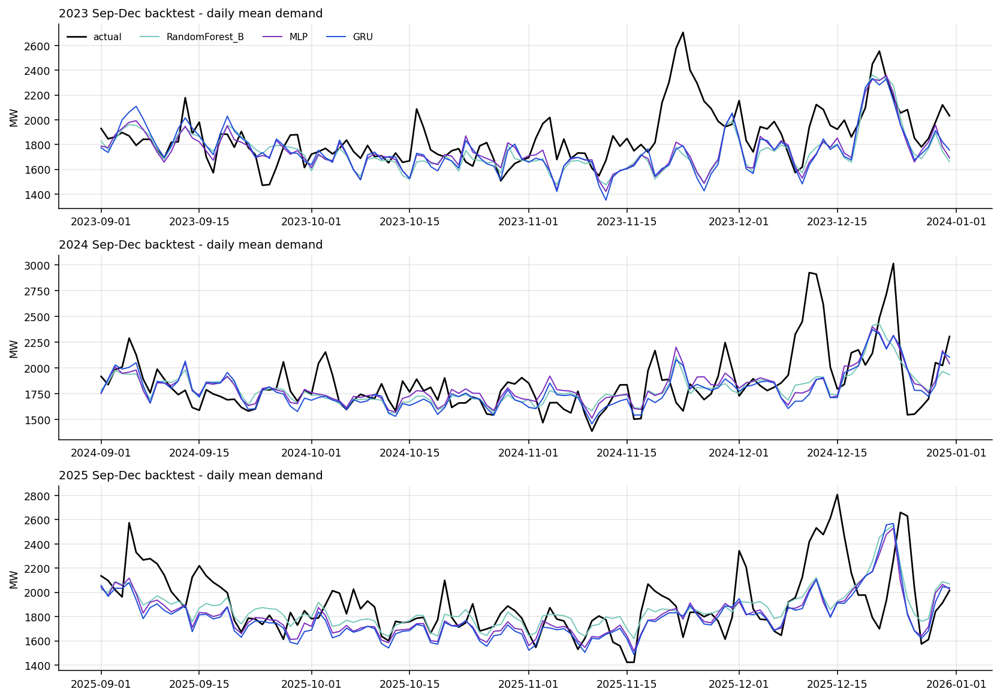 2023 Sep-Dec backtest - daily mean demand
actual RandomForest_B MLP GRU
2600
2400
2200
2000
1800
1600
1400
MW
2023-09-01 2023-09-15 2023-10-01 2023-10-15 2023-11-01 2023-11-15 2023-12-01 2023-12-15 2024-01-01
2024 Sep-Dec backtest - daily mean demand
3000
2750
2500
2250
2000
1750
1500
MW
2024-09-01 2024-09-15 2024-10-01 2024-10-15 2024-11-01 2024-11-15 2024-12-01 2024-12-15 2025-01-01
2025 Sep-Dec backtest - daily mean demand
2800
2600
2400
2200
2000
1800
1600
1400
MW
2025-09-01 2025-09-15 2025-10-01 2025-10-15 2025-11-01 2025-11-15 2025-12-01 2025-12-15 2026-01-01